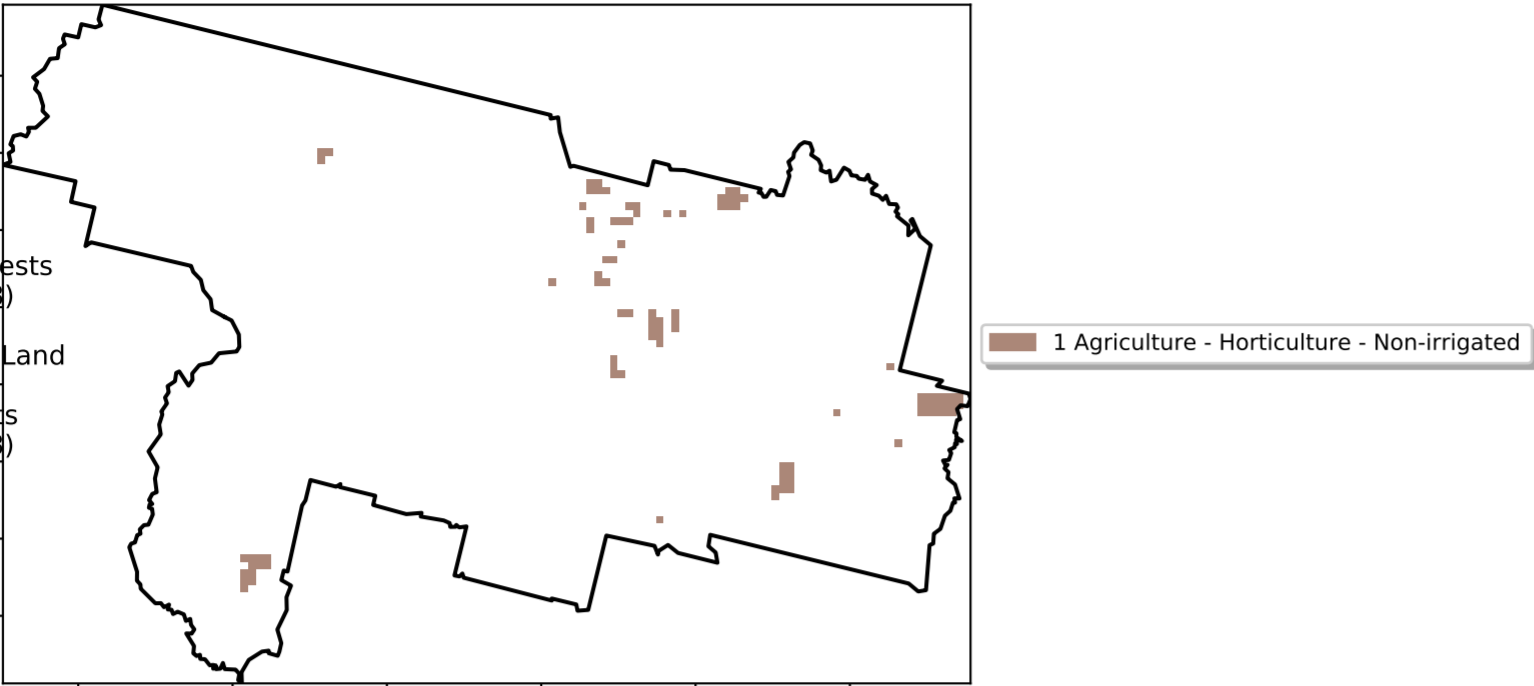 ests
)
Land
s
)
1 Agriculture - Horticulture - Non-irrigated